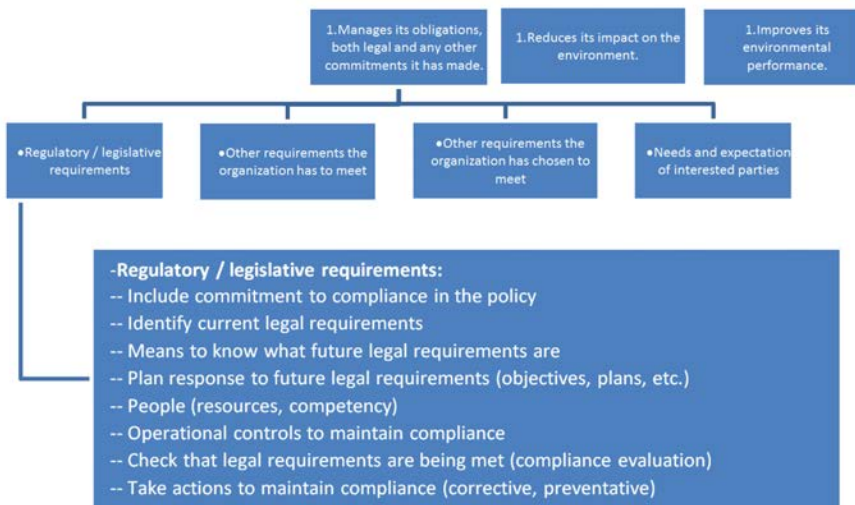 1.Manages its obligations,
both legal and any other
commitments it has made.
1.Reduces its impact on the
environment.
1.Improves its
environmental
performance.
•Regulatory / legislative
requirements
•Other requirements the
organization has to meet
•Other requirements the
organization has chosen to
meet
•Needs and expectation
of interested parties
-Regulatory / legislative requirements:
-- Include commitment to compliance in the policy
-- Identify current legal requirements
-- Means to know what future legal requirements are
-- Plan response to future legal requirements (objectives, plans, etc.)
-- People (resources, competency)
-- Operational controls to maintain compliance
-- Check that legal requirements are being met (compliance evaluation)
-- Take actions to maintain compliance (corrective, preventative)